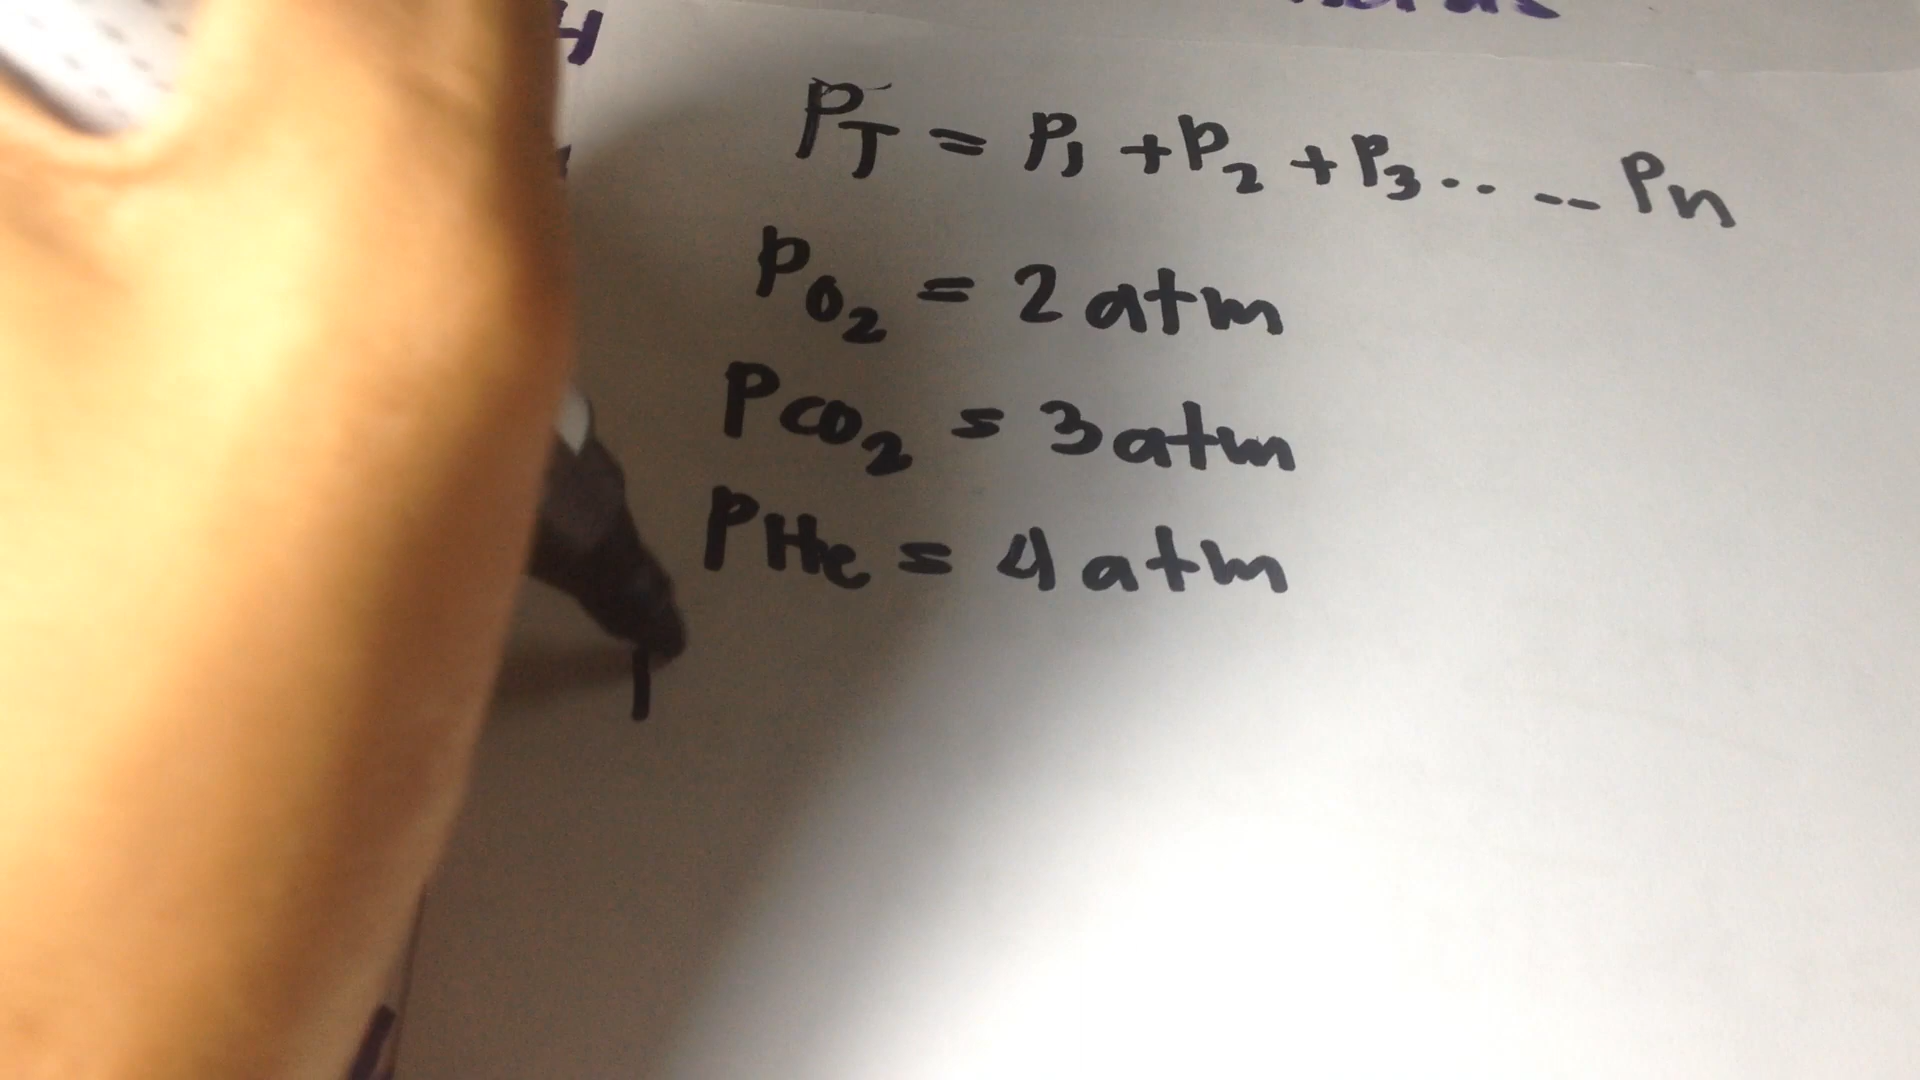 H
PT = P1 + P2 + P3 .. -- Pn
PO2 = 2 atm
PCO2 = 3 atm
PHe = 4 atm